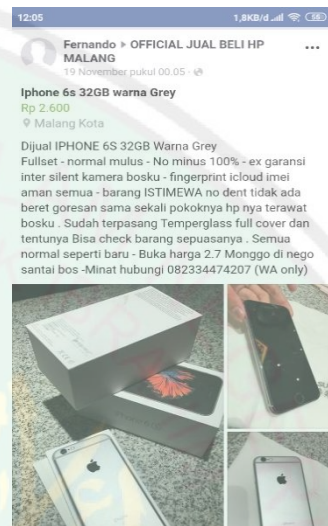 12:05
1,8KB/d
Fernando ▸ OFFICIAL JUAL BELI HP
MALANG
19 November pukul 00.05 ·
Iphone 6s 32GB warna Grey
Rp 2.600
Malang Kota
Dijual IPHONE 6S 32GB Warna Grey
Fullset - normal mulus - No minus 100% - ex garansi
inter silent kamera bosku - fingerprint icloud imei
aman semua - barang ISTIMEWA no dent tidak ada
beret goresan sama sekali pokoknya hp nya terawat
bosku . Sudah terpasang Temperglass full cover dan
tentunya Bisa check barang sepuasanya . Semua
normal seperti baru - Buka harga 2.7 Monggo di nego
santai bos -Minat hubungi 082334474207 (WA only)